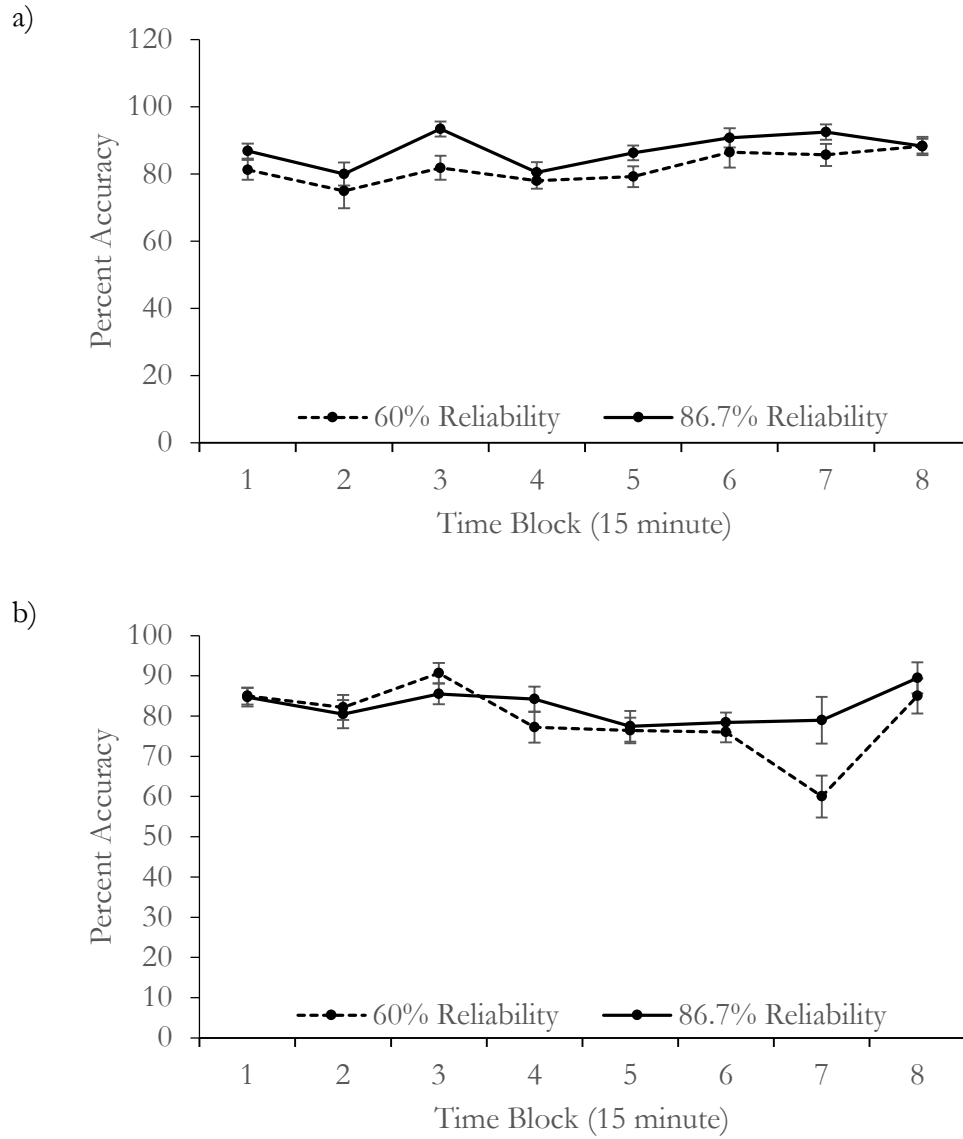 a)
120
100
80
60
40
20
0
Percent Accuracy
60% Reliability 86.7% Reliability
1 2 3 4 5 6 7 8
Time Block (15 minute)
b)
100
90
80
70
60
50
40
30
20
10
0
Percent Accuracy
60% Reliability 86.7% Reliability
1 2 3 4 5 6 7 8
Time Block (15 minute)